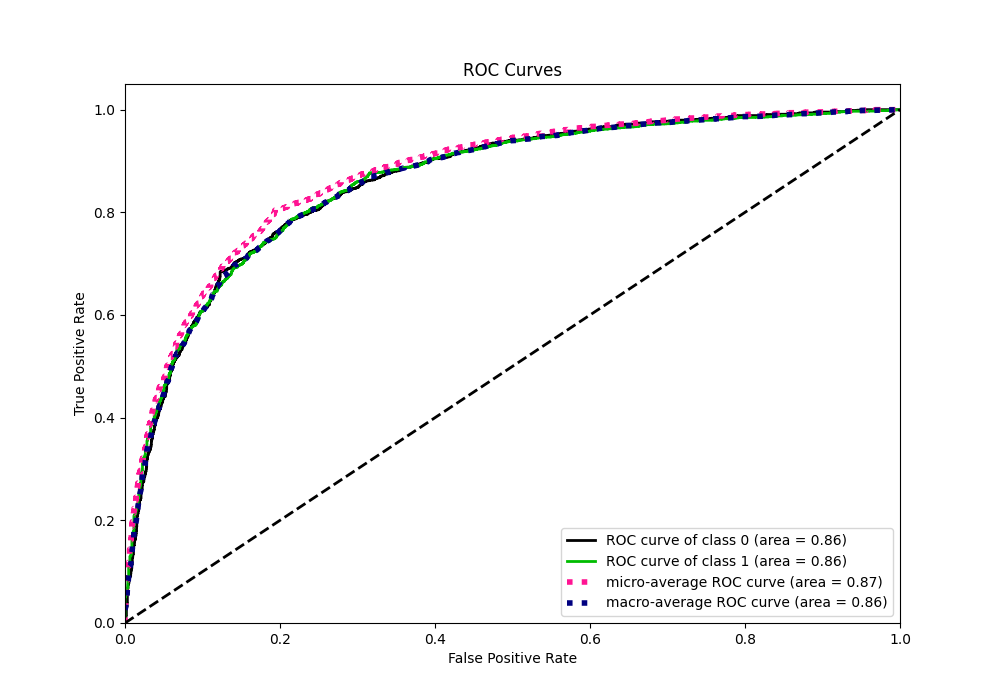 ROC Curves
True Positive Rate
1.0
0.8
0.6
0.4
0.2
0.0
0.0 0.2 0.4 0.6 0.8 1.0
False Positive Rate
ROC curve of class 0 (area = 0.86)
ROC curve of class 1 (area = 0.86)
micro-average ROC curve (area = 0.87)
macro-average ROC curve (area = 0.86)